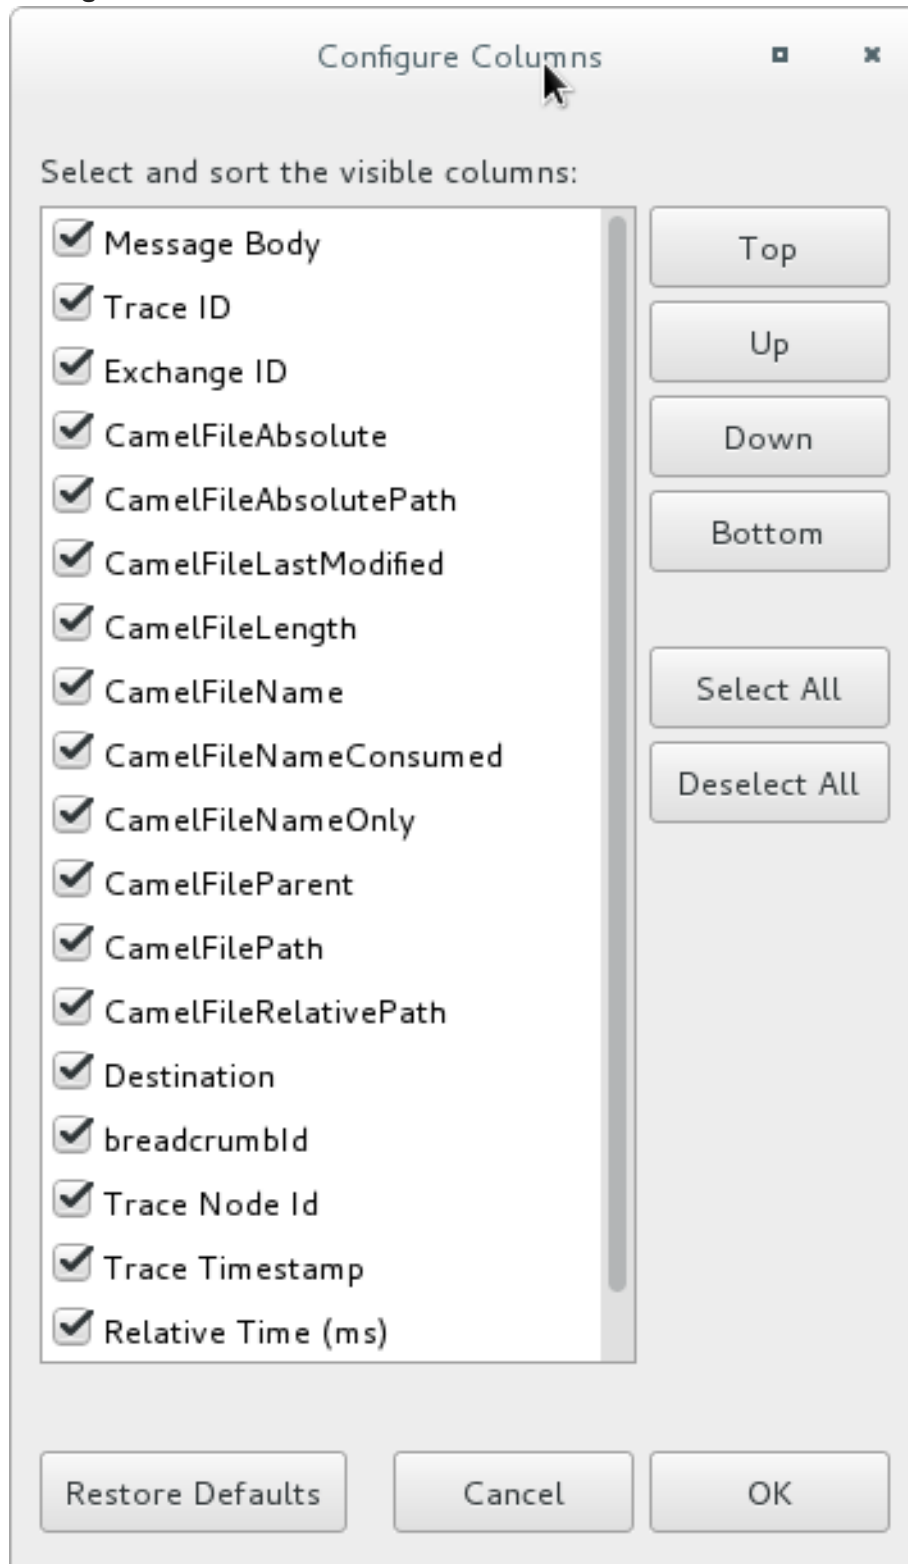 Configure Columns
Select and sort the visible columns:
Message Body
Trace ID
Exchange ID
CamelFileAbsolute
CamelFileAbsolutePath
CamelFileLastModified
CamelFileLength
CamelFileName
CamelFileNameConsumed
CamelFileNameOnly
CamelFileParent
CamelFilePath
CamelFileRelativePath
Destination
breadcrumbId
Trace Node Id
Trace Timestamp
Relative Time (ms)
Top
Up
Down
Bottom
Select All
Deselect All
Restore Defaults
Cancel
OK